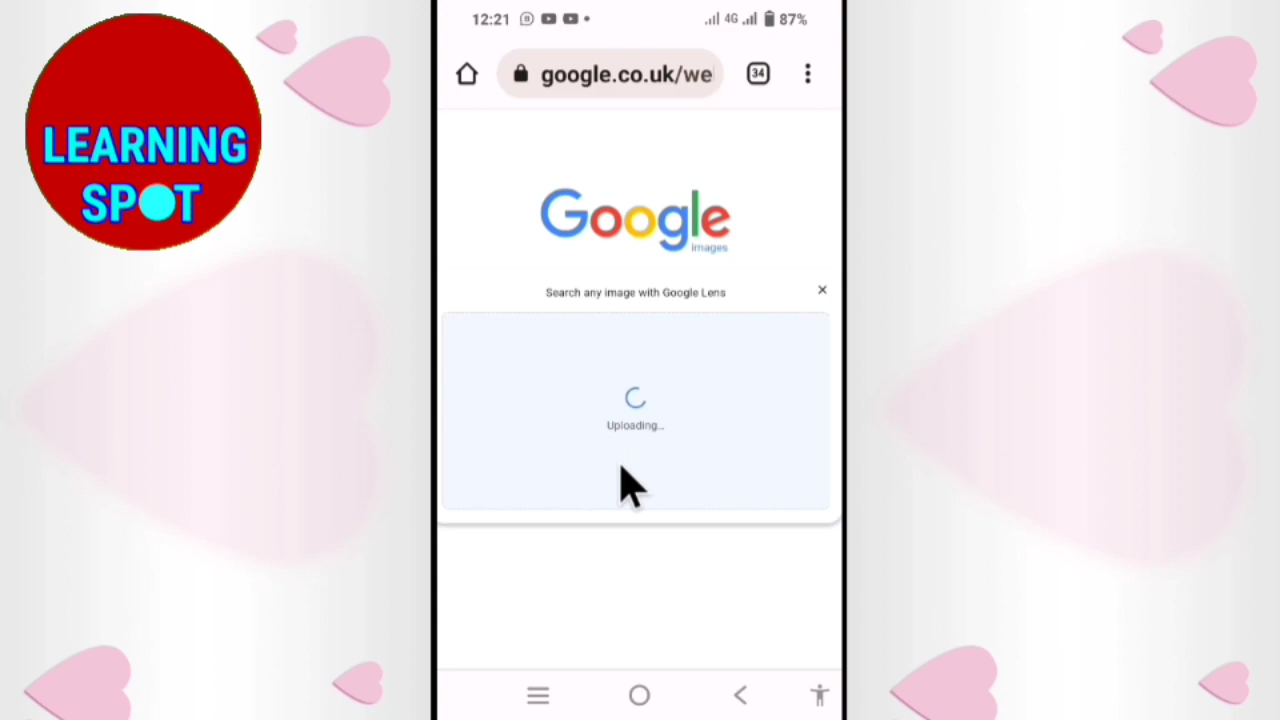 LEARNING
SPOT
12:21
4G
87%
google.co.uk/we
34
Google
images
Search any image with Google Lens
Uploading...